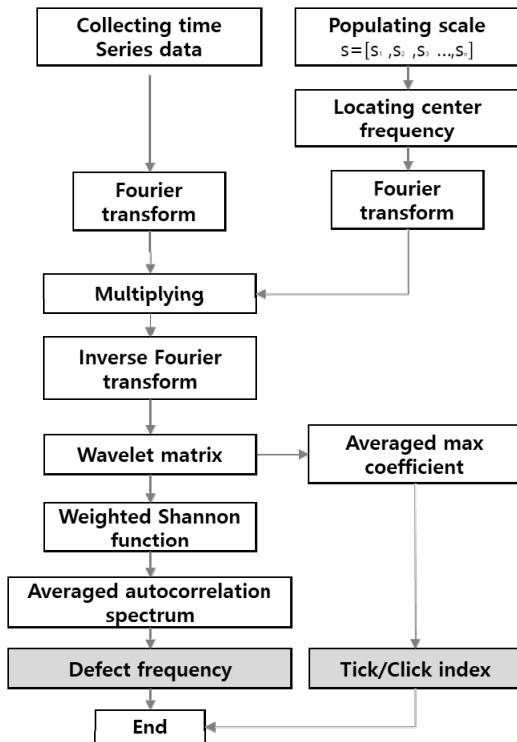 Collecting time
Series data
Populating scale
s=[s₁ ,s₂ ,s₃ ...,sₙ]
Locating center
frequency
Fourier
transform
Fourier
transform
Multiplying
Inverse Fourier
transform
Wavelet matrix
Averaged max
coefficient
Weighted Shannon
function
Averaged autocorrelation
spectrum
Defect frequency
Tick/Click index
End